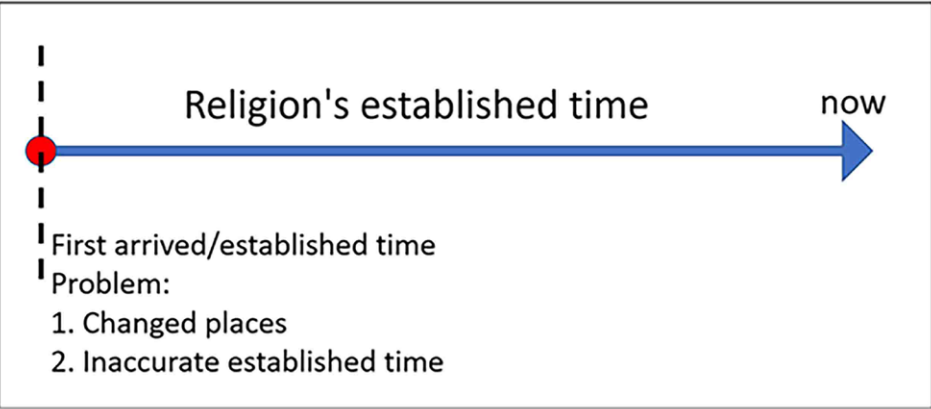 Religion's established time
now
First arrived/established time
Problem:
1. Changed places
2. Inaccurate established time